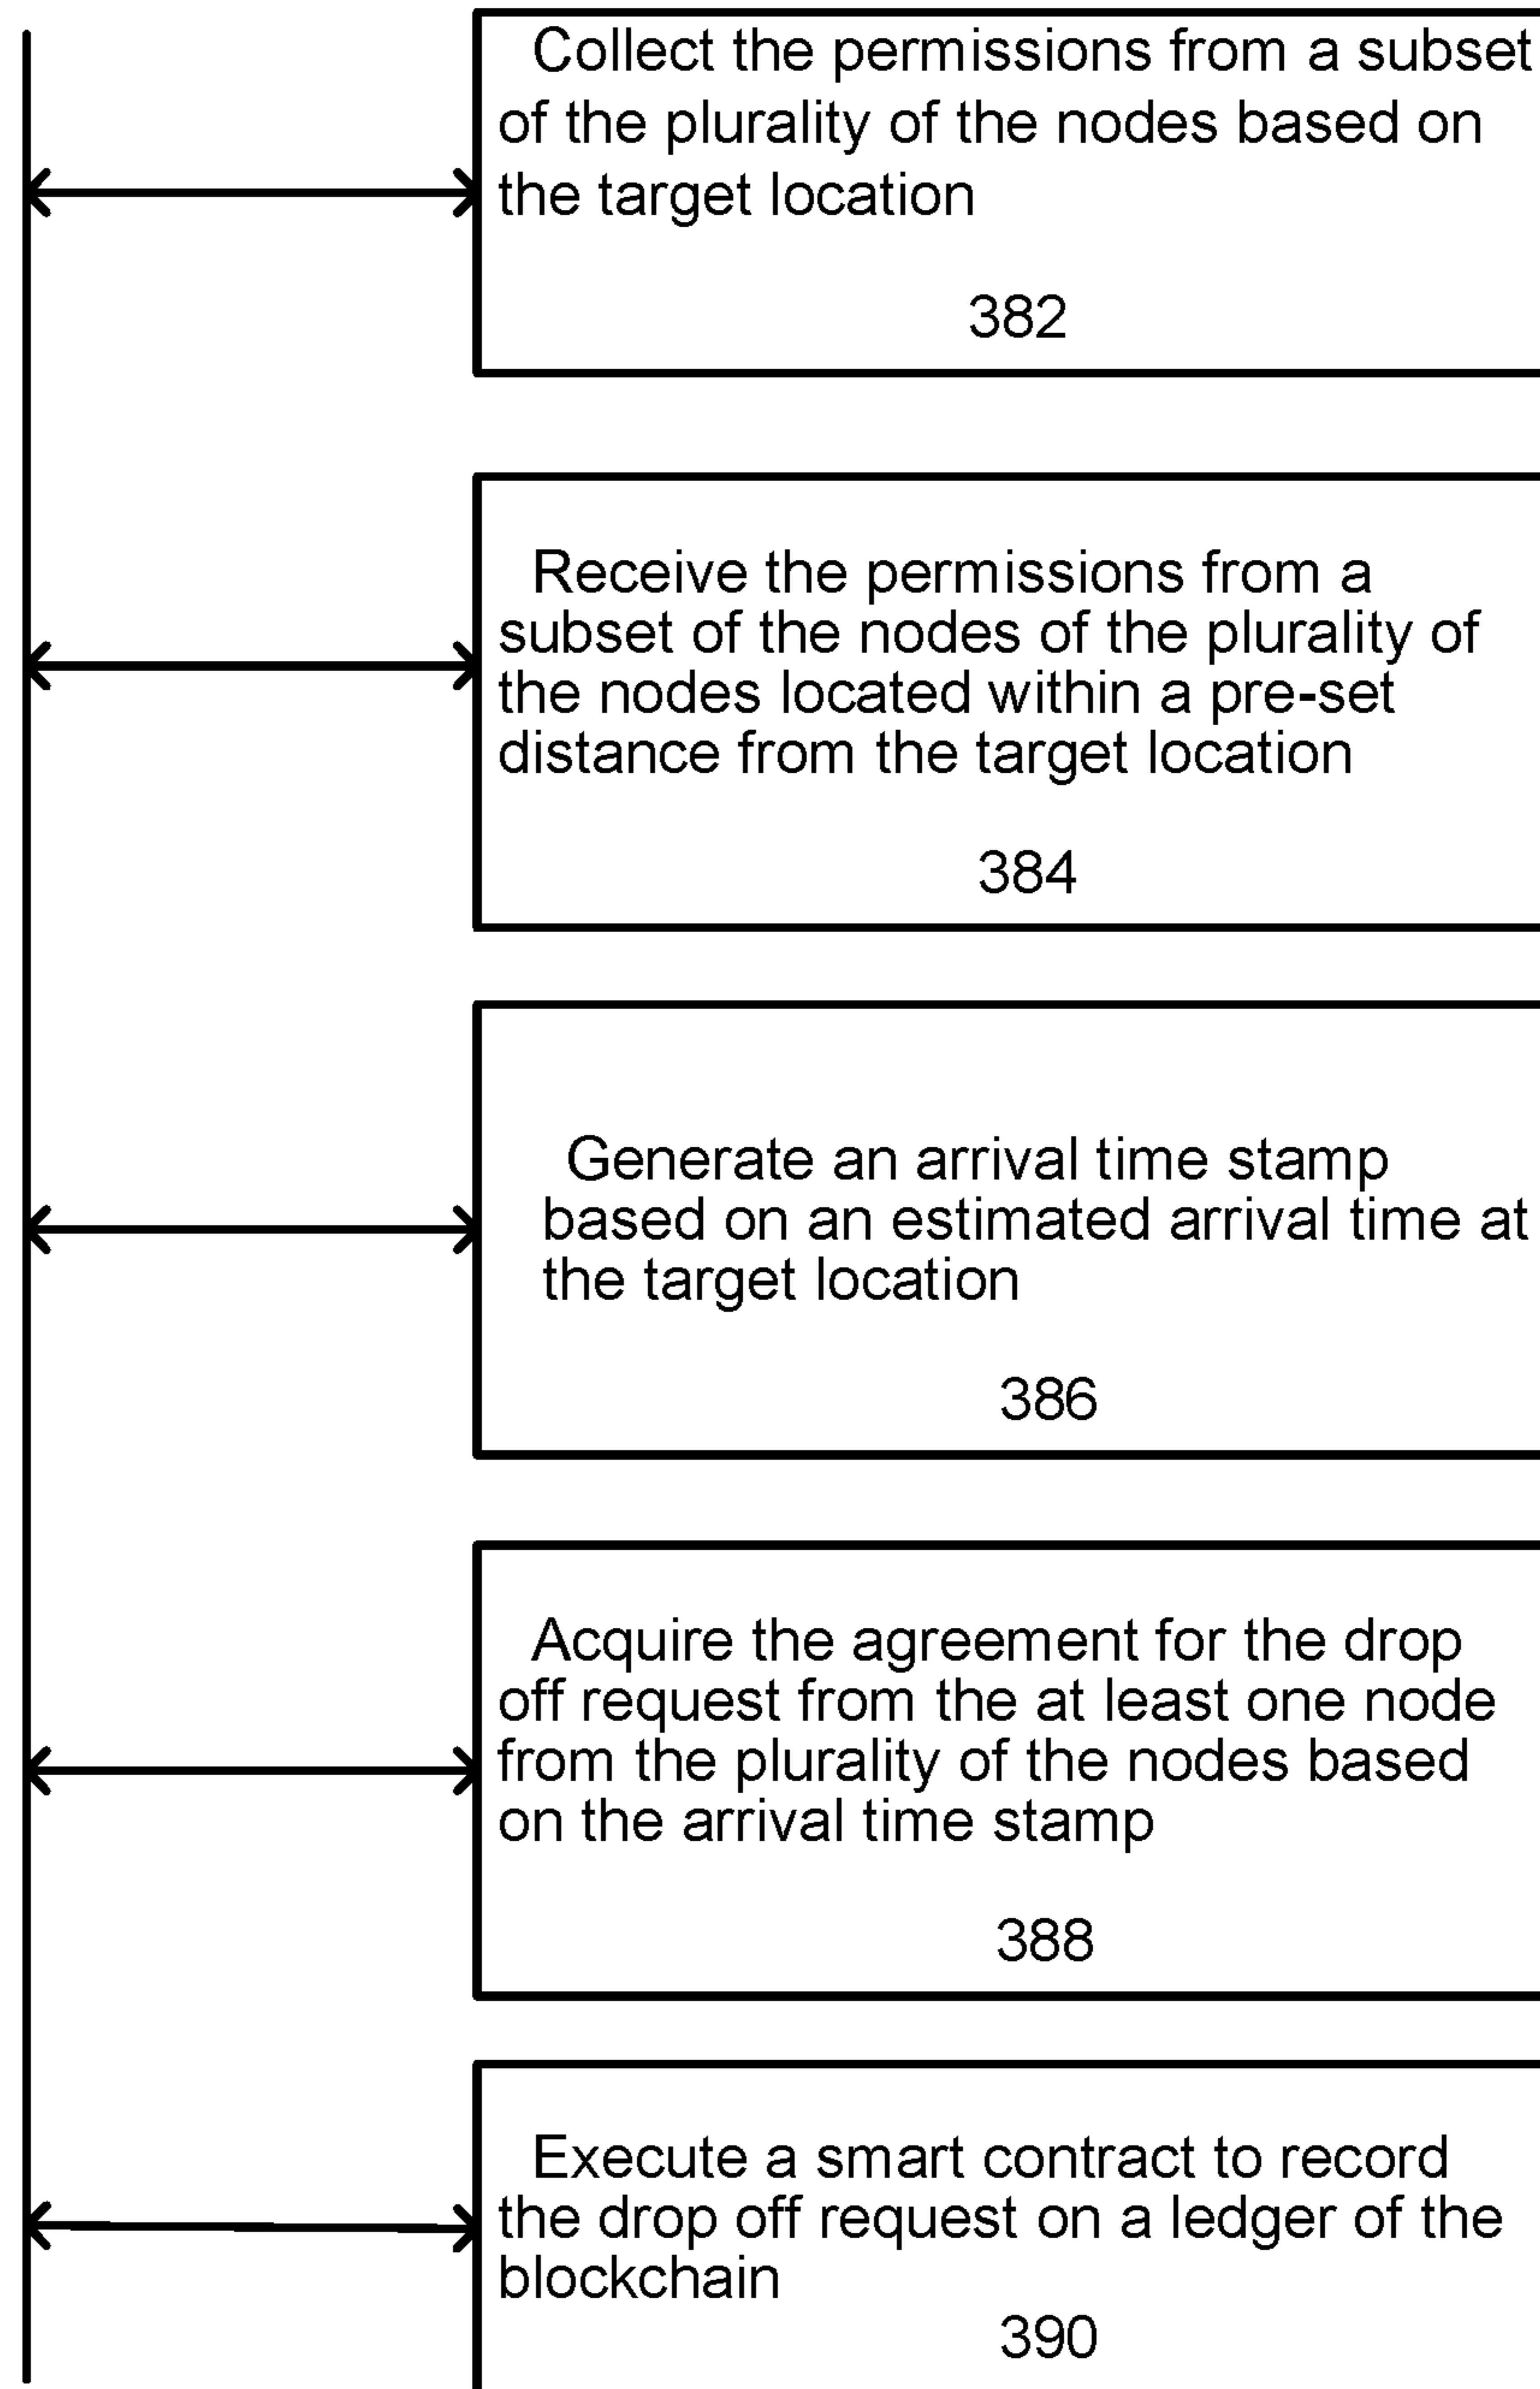 Collect the permissions from a subset
of the plurality of the nodes based on
the target location
382
Receive the permissions from a
subset of the nodes of the plurality of
the nodes located within a pre-set
distance from the target location
384
Generate an arrival time stamp
based on an estimated arrival time at
the target location
386
Acquire the agreement for the drop
off request from the at least one node
from the plurality of the nodes based
on the arrival time stamp
388
Execute a smart contract to record
the drop off request on a ledger of the
blockchain
390